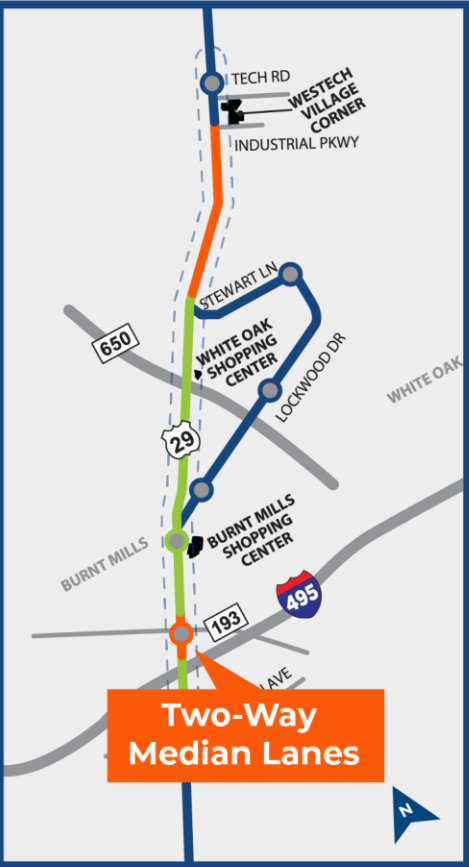 TECH RD
WESTECH
VILLAGE
CORNER
INDUSTRIAL PKWY
STEWART LN
650
WHITE OAK
SHOPPING
CENTER
LOCKWOOD DR
WHITE OAK
29
BURNT MILLS
SHOPPING
CENTER
BURNT MILLS
495
193
AVE
Two-Way
Median Lanes
N